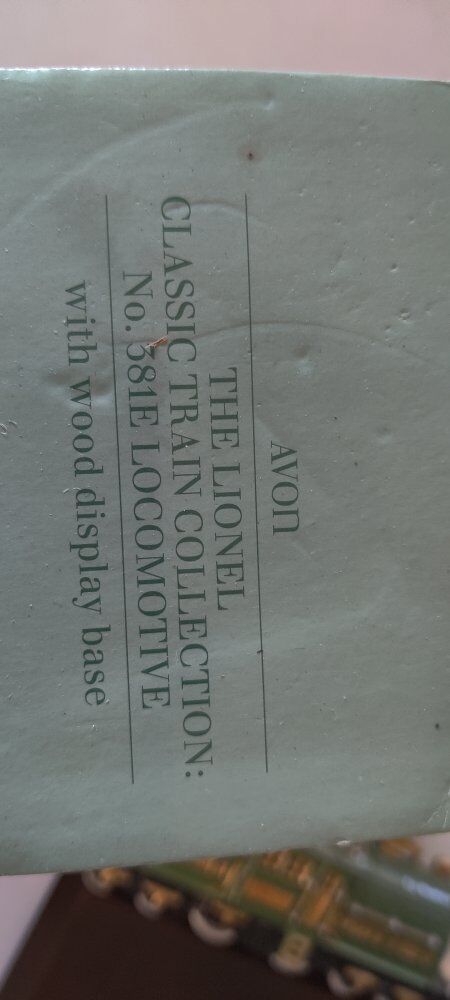 AVON
THE LIONEL
CLASSIC TRAIN COLLECTION:
No. 381E LOCOMOTIVE
with wood display base